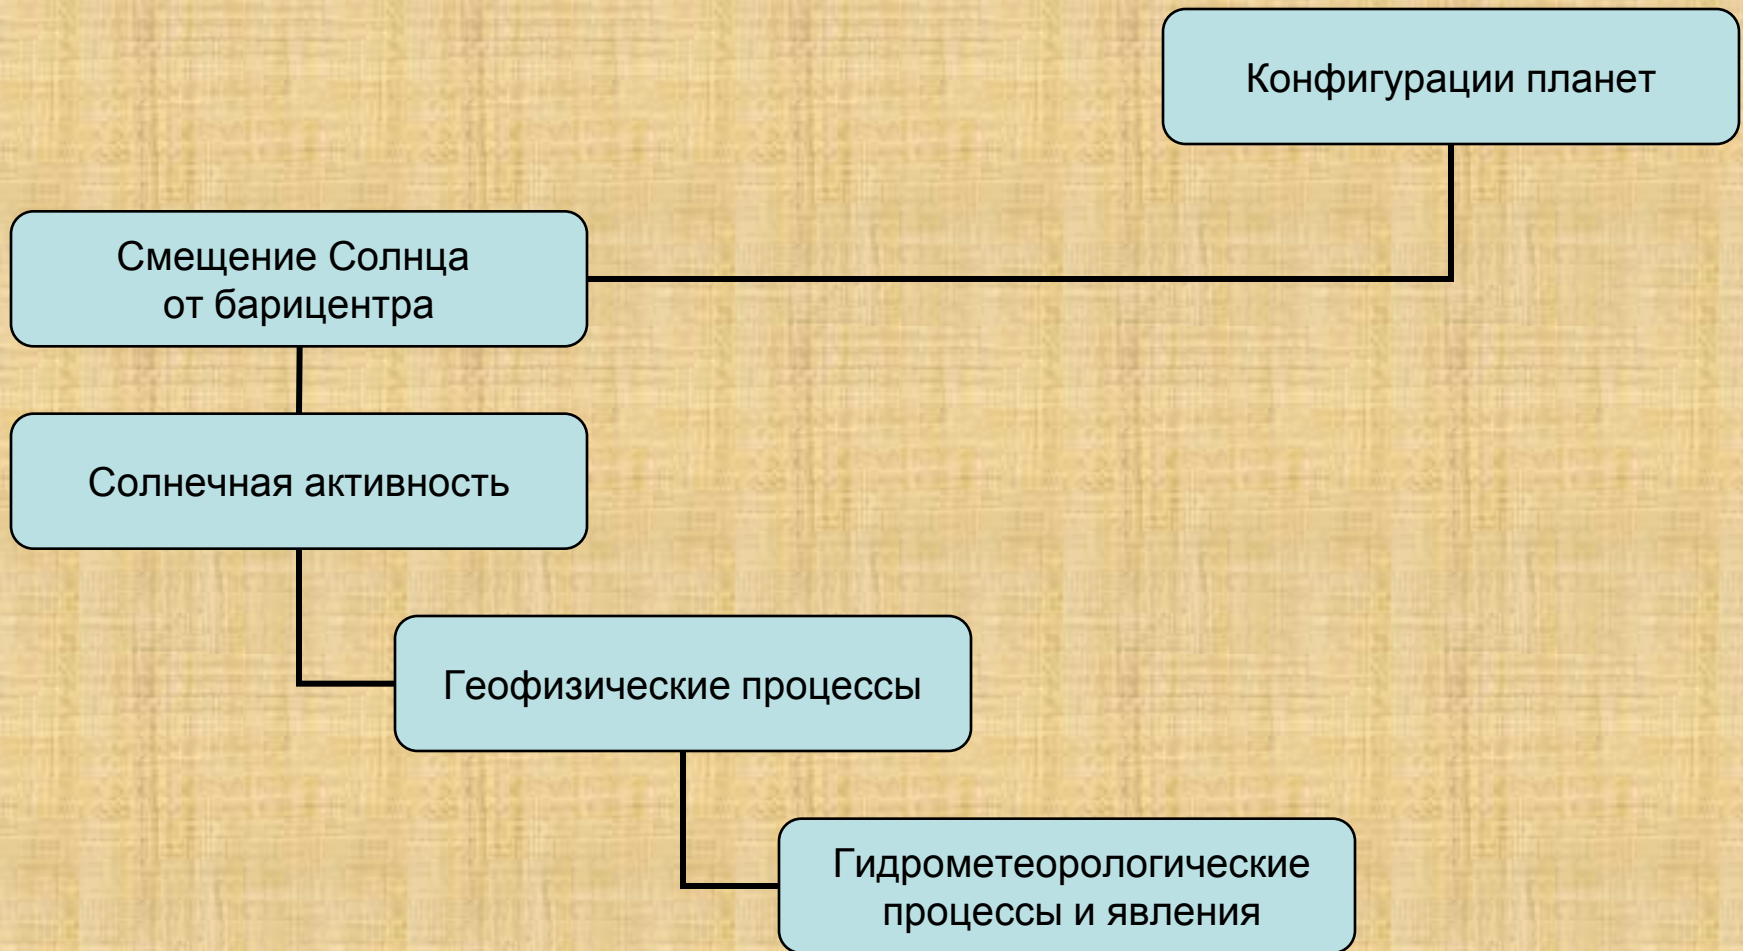 Конфигурации планет
Смещение Солнца
от барицентра
Солнечная активность
Геофизические процессы
Гидрометеорологические
процессы и явления